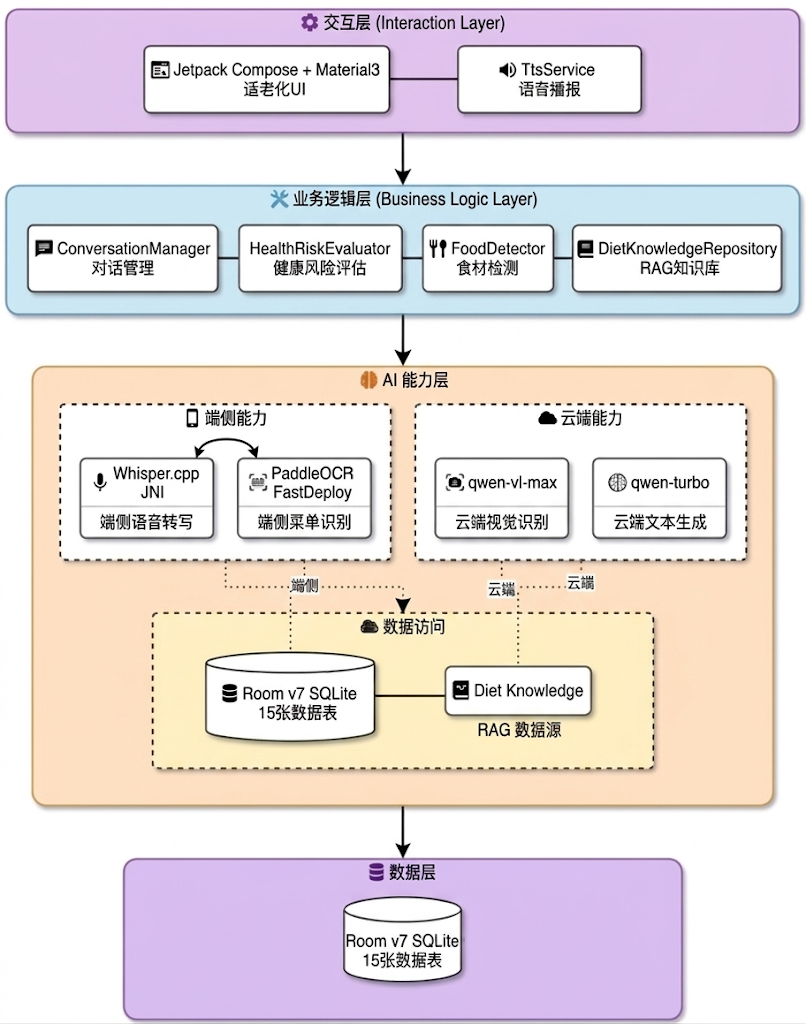 交互层 (Interaction Layer)
Jetpack Compose + Material3
适老化UI
TtsService
语音播报
业务逻辑层 (Business Logic Layer)
ConversationManager
对话管理
HealthRiskEvaluator
健康风险评估
FoodDetector
食材检测
DietKnowledgeRepository
RAG知识库
AI 能力层
端侧能力
Whisper.cpp
JNI
端侧语音转写
PaddleOCR
FastDeploy
端侧菜单识别
云端能力
qwen-vl-max
云端视觉识别
qwen-turbo
云端文本生成
端侧
云端
云端
数据访问
Room v7 SQLite
15张数据表
Diet Knowledge
RAG 数据源
数据层
Room v7 SQLite
15张数据表